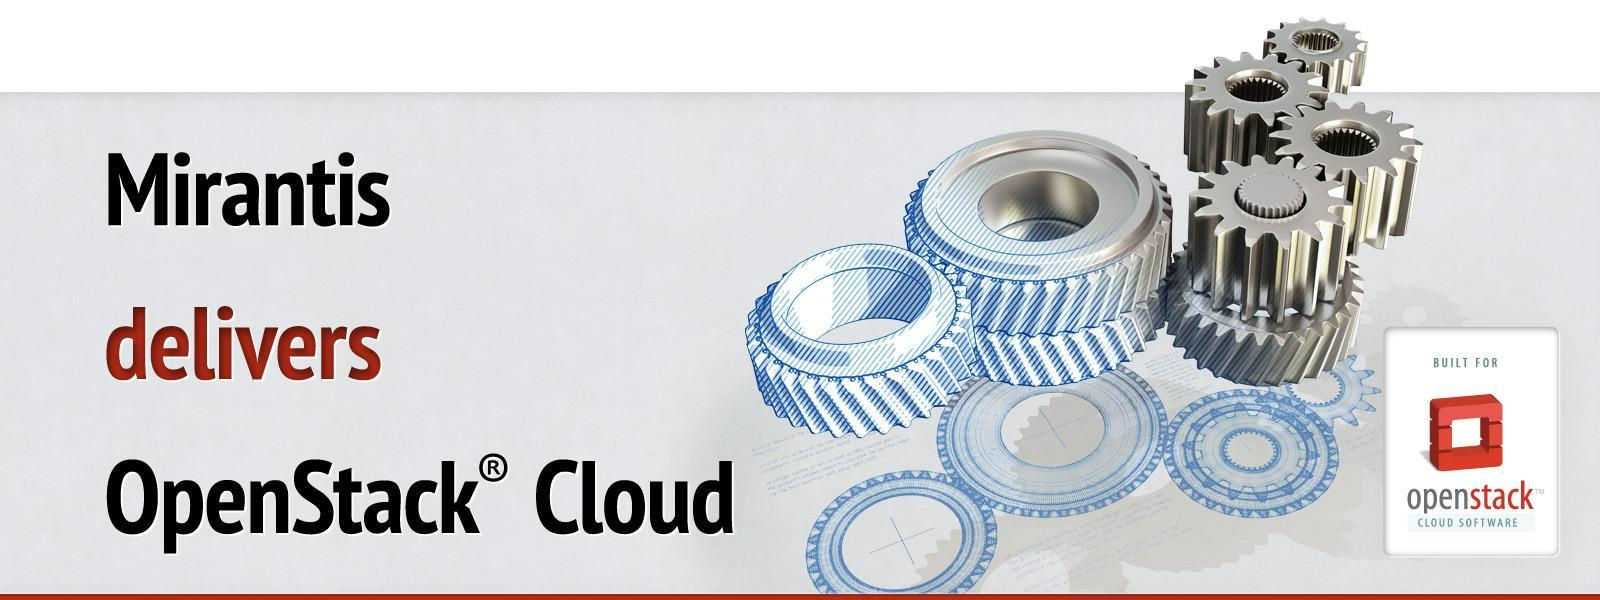 Mirantis
delivers
OpenStack® Cloud
BUILT FOR
openstack™
CLOUD SOFTWARE